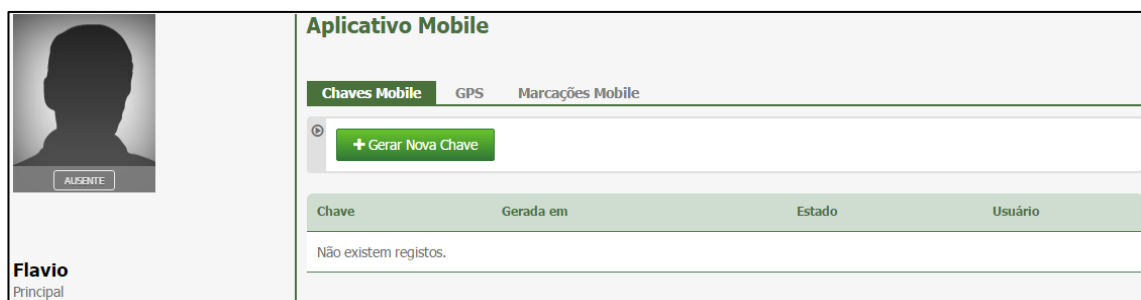 AUSENTE
Flavio
Principal
Aplicativo Mobile
Chaves Mobile GPS Marcações Mobile
+ Gerar Nova Chave
Chave Gerada em Estado Usuário
Não existem registos.